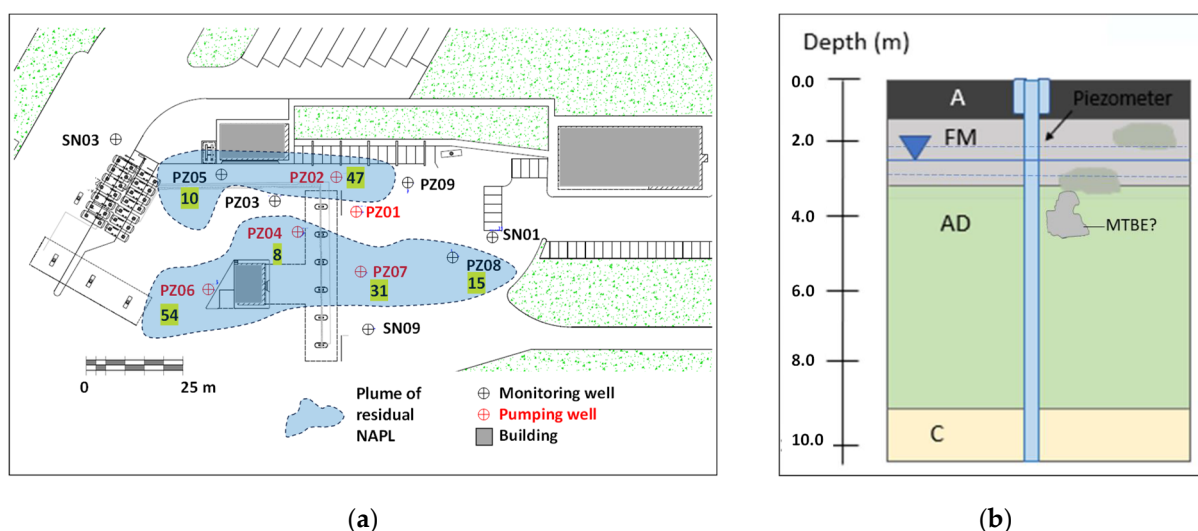 SN03
PZ05
10
PZ02
47
PZ09
PZ03
PZ01
PZ04
8
SN01
PZ07
31
PZ08
15
PZ06
54
SN09
0
25 m
Plume of
residual
NAPL
Monitoring well
Pumping well
Building
(a)
Depth (m)
0.0
2.0
4.0
6.0
8.0
10.0
A
Piezometer
FM
AD
MTBE?
C
(b)